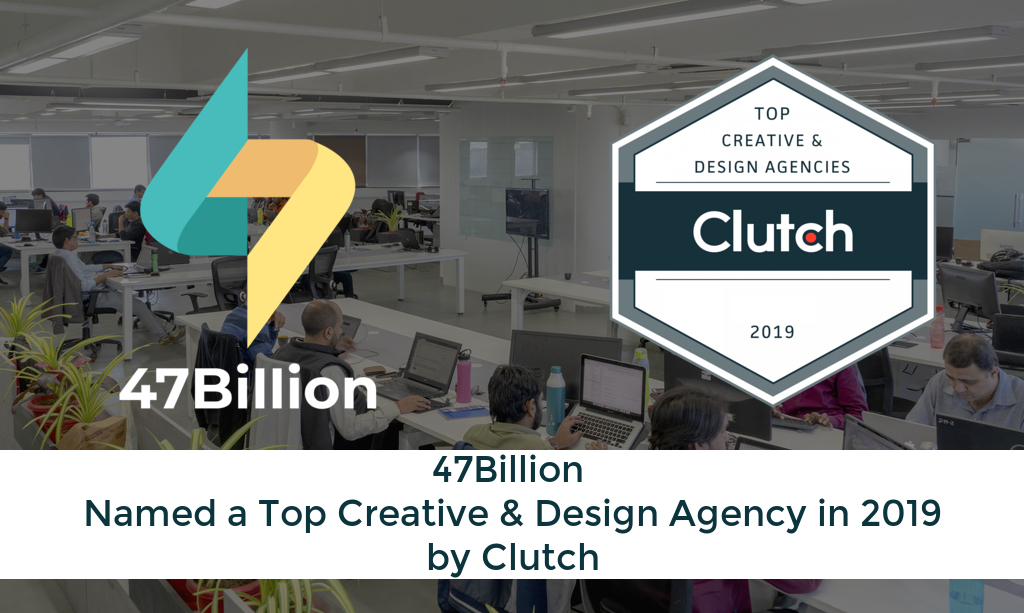 47Billion
TOP
CREATIVE &
DESIGN AGENCIES
Clutch
2019
47Billion
Named a Top Creative & Design Agency in 2019
by Clutch